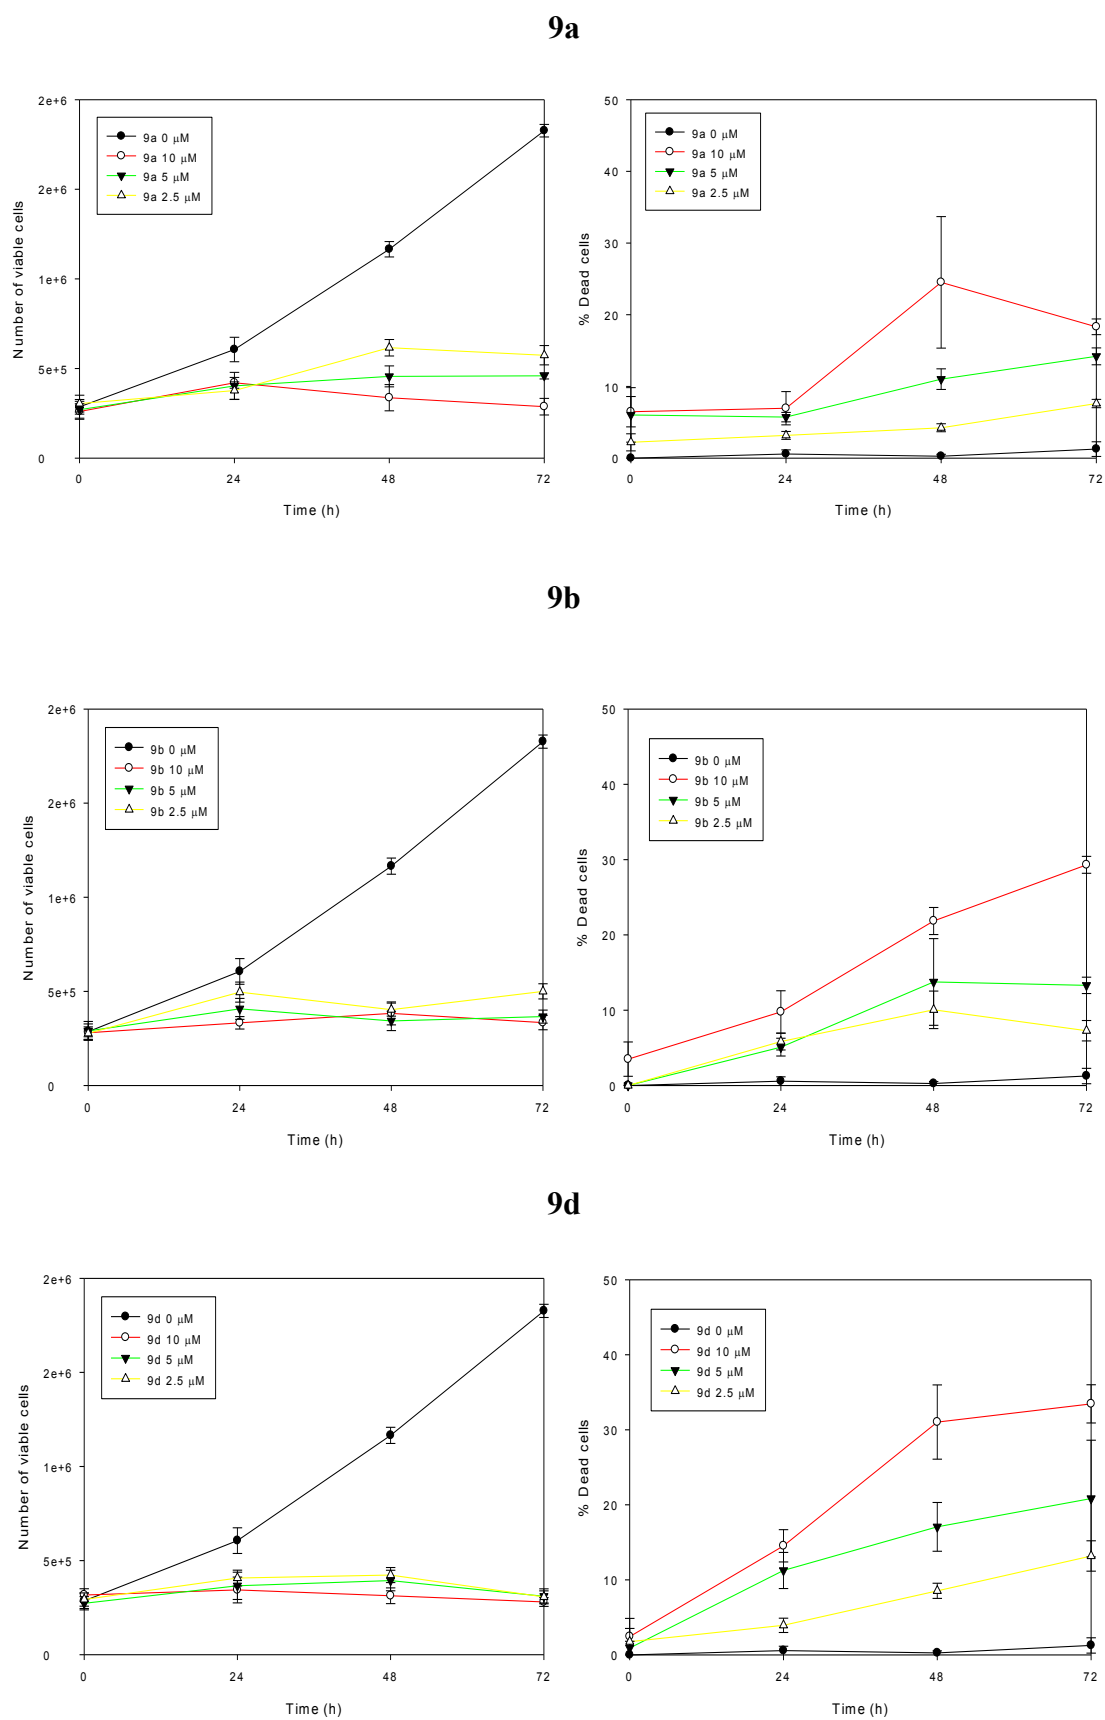 9a
2e+6
2e+6
1e+6
5e+5
0
0
24
48
72
Number of viable cells
Time (h)
9a 0 μM
9a 10 μM
9a 5 μM
9a 2.5 μM
50
40
30
20
10
0
0
24
48
72
% Dead cells
Time (h)
9a 0 μM
9a 10 μM
9a 5 μM
9a 2.5 μM
9b
2e+6
2e+6
1e+6
5e+5
0
0
24
48
72
Number of viable cells
Time (h)
9b 0 μM
9b 10 μM
9b 5 μM
9b 2.5 μM
50
40
30
20
10
0
0
24
48
72
% Dead cells
Time (h)
9b 0 μM
9b 10 μM
9b 5 μM
9b 2.5 μM
9d
2e+6
2e+6
1e+6
5e+5
0
0
24
48
72
Number of viable cells
Time (h)
9d 0 μM
9d 10 μM
9d 5 μM
9d 2.5 μM
50
40
30
20
10
0
0
24
48
72
% Dead cells
Time (h)
9d 0 μM
9d 10 μM
9d 5 μM
9d 2.5 μM